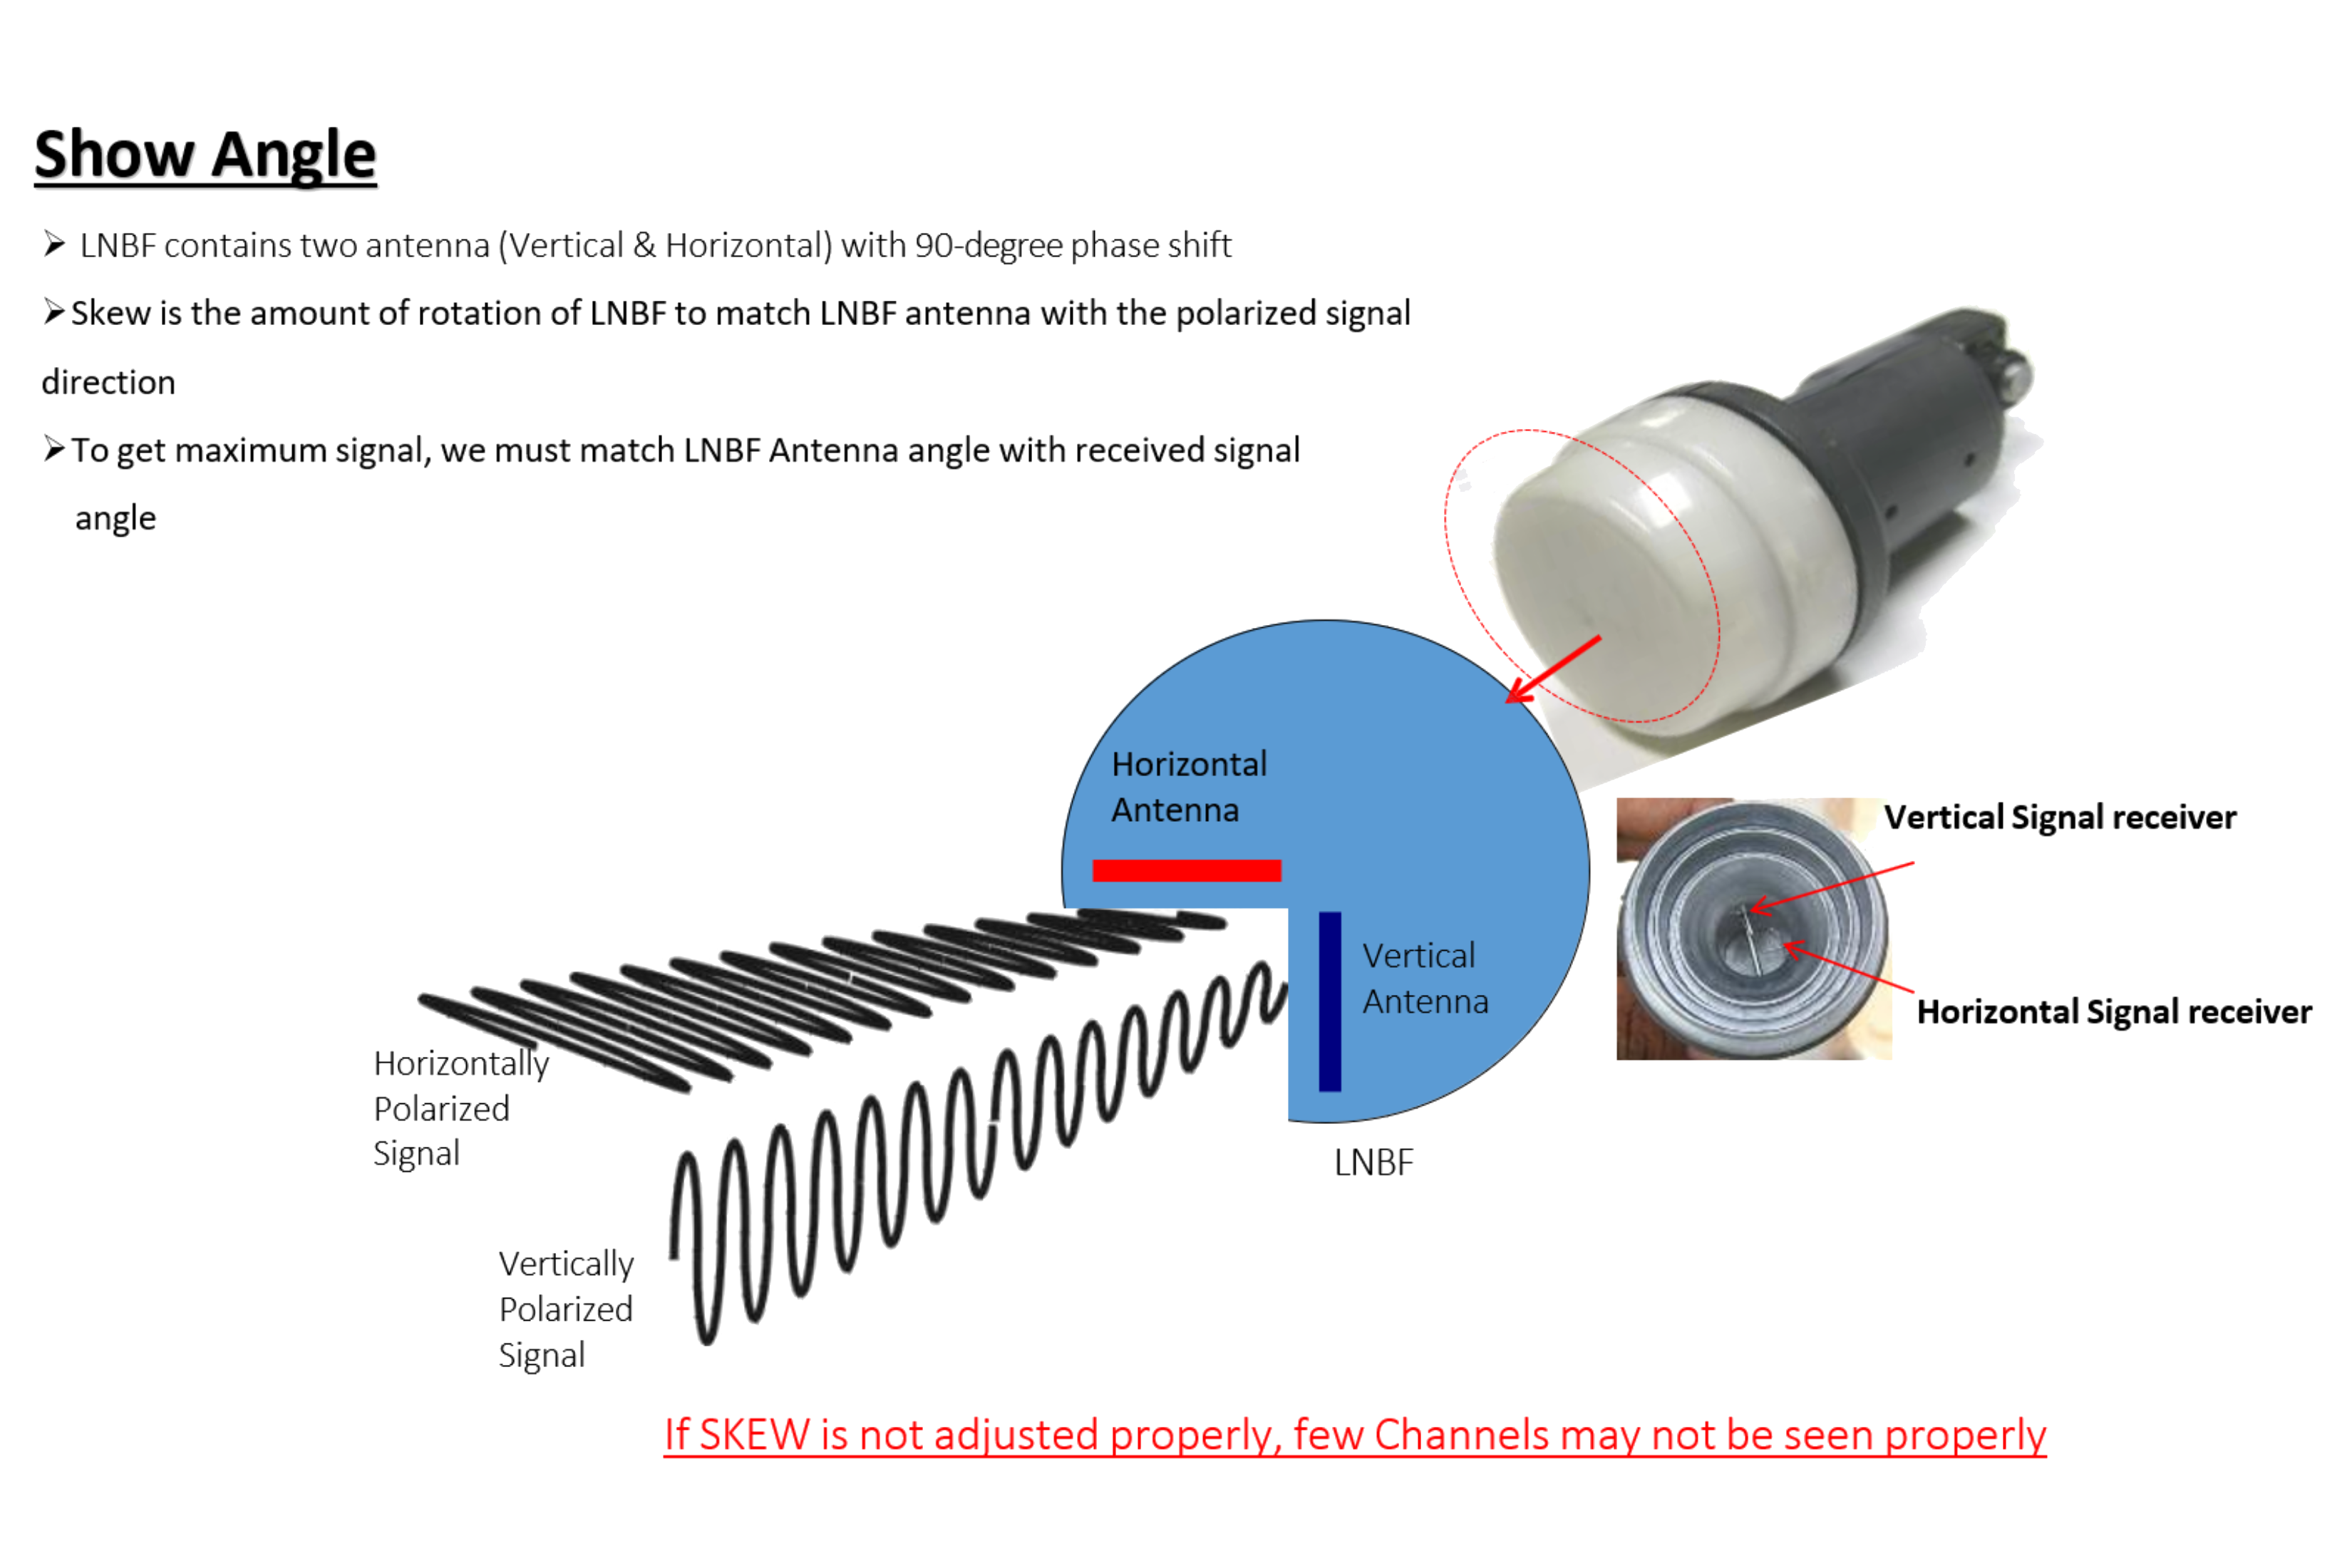 Show Angle
➢ LNBF contains two antenna (Vertical & Horizontal) with 90-degree phase shift
➢Skew is the amount of rotation of LNBF to match LNBF antenna with the polarized signal
direction
➢To get maximum signal, we must match LNBF Antenna angle with received signal
angle
Horizontal
Antenna
Vertical
Antenna
LNBF
Vertical Signal receiver
Horizontal Signal receiver
Horizontally
Polarized
Signal
Vertically
Polarized
Signal
If SKEW is not adjusted properly, few Channels may not be seen properly